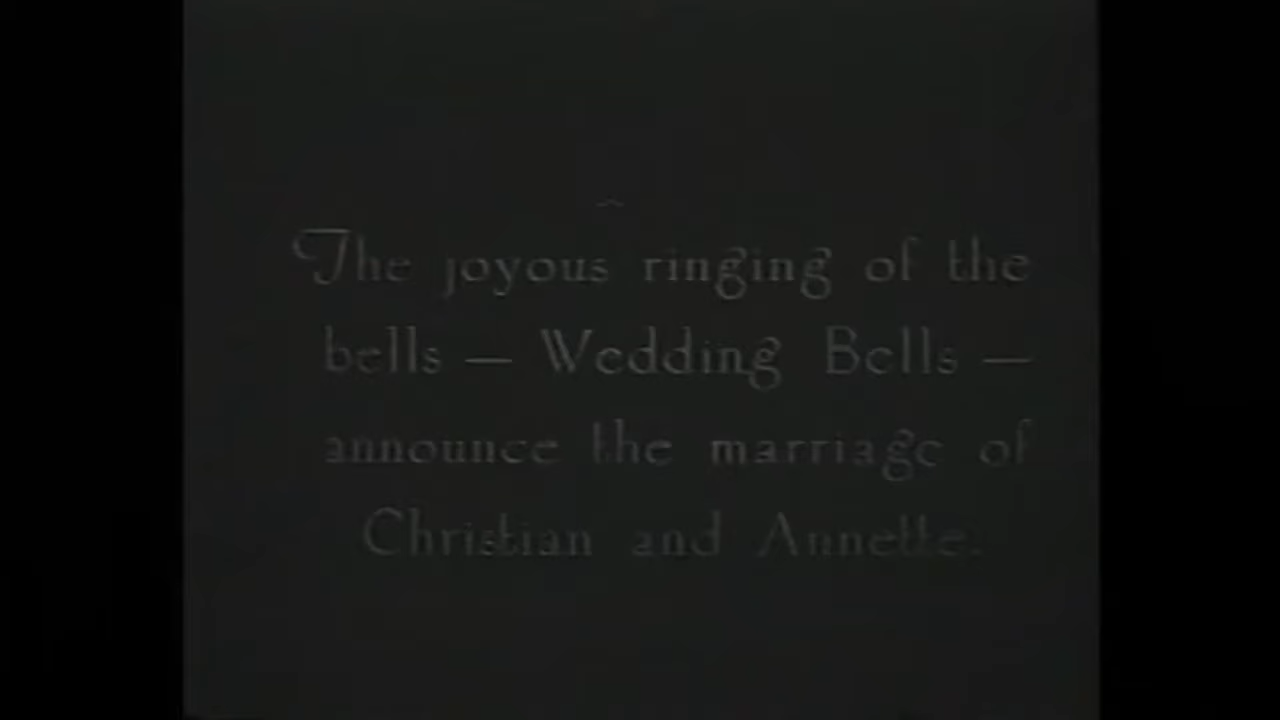 The joyous ringing of the
bells — Wedding Bells —
announce the marriage of
Christian and Annette.